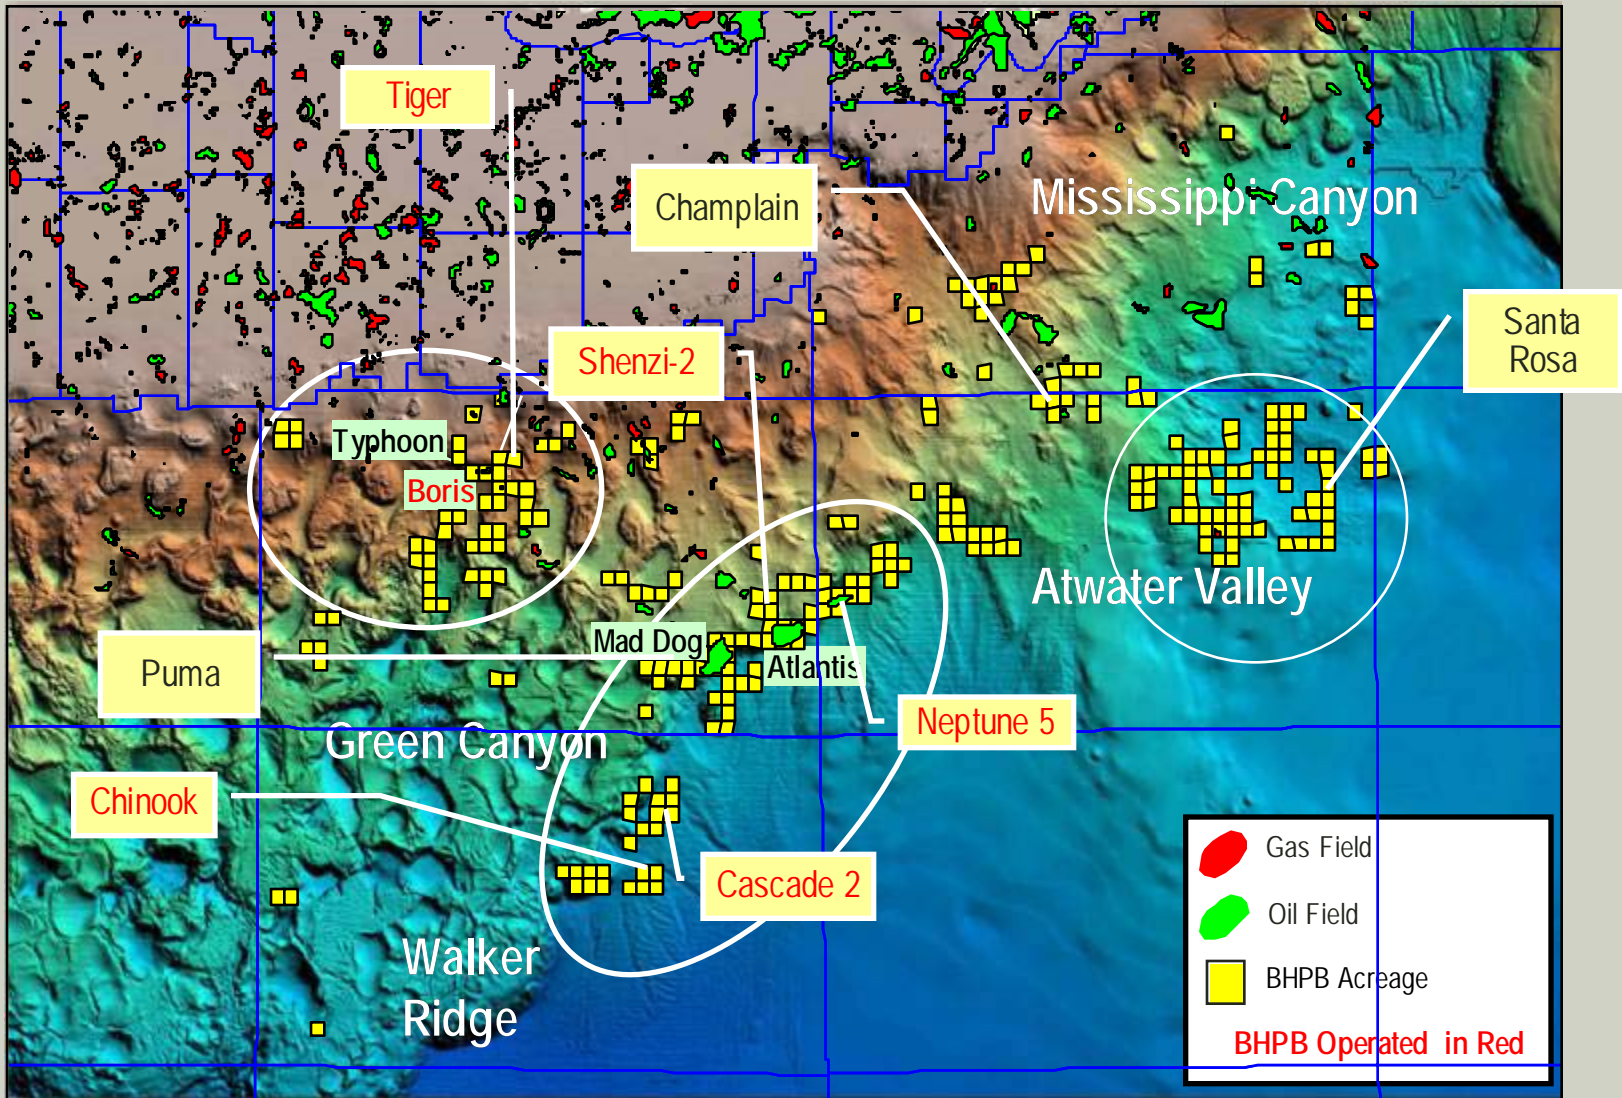 Tiger
Champlain
Mississippi Canyon
Santa
Rosa
Shenzi-2
Typhoon
Boris
Atwater Valley
Mad Dog
Puma
Atlantis
Neptune 5
Green Canyon
Chinook
Cascade 2
Walker
Ridge
Gas Field
Oil Field
BHPB Acreage
BHPB Operated in Red